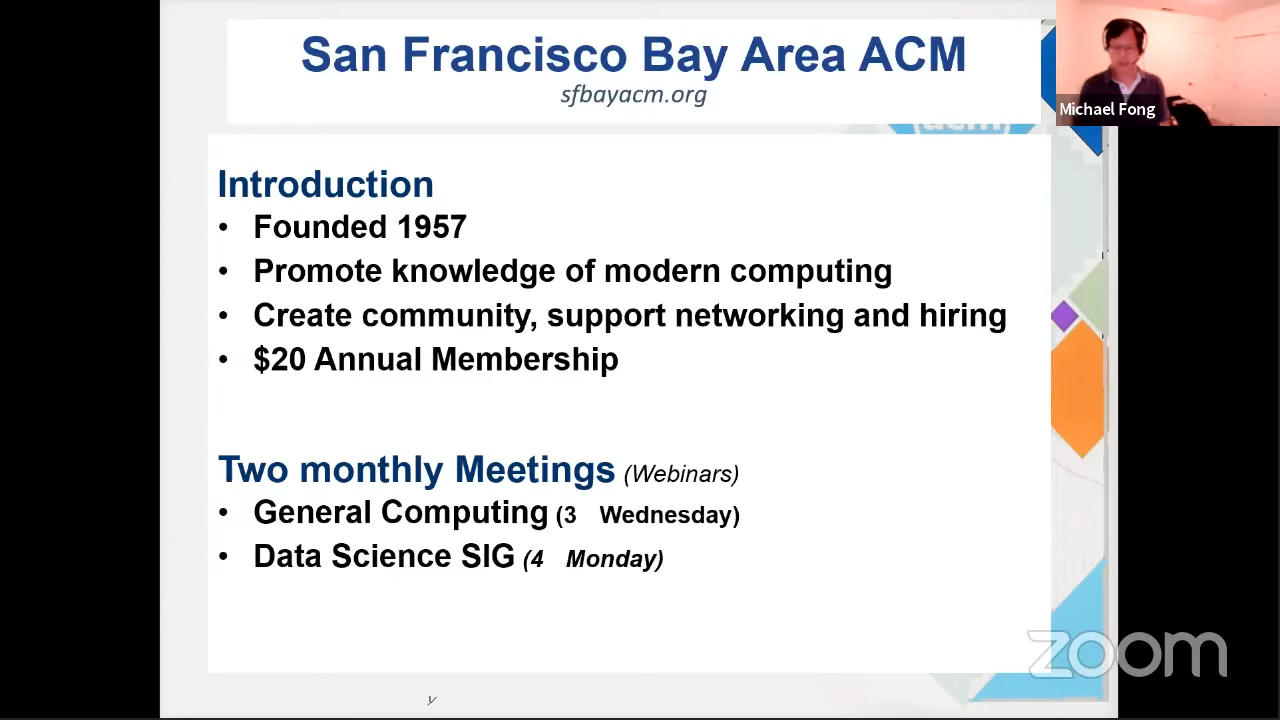 San Francisco Bay Area ACM
sfbayacm.org
Michael Fong
acm
Introduction
• Founded 1957
• Promote knowledge of modern computing
• Create community, support networking and hiring
• $20 Annual Membership
Two monthly Meetings (Webinars)
• General Computing (3 Wednesday)
• Data Science SIG (4 Monday)
zoom
y